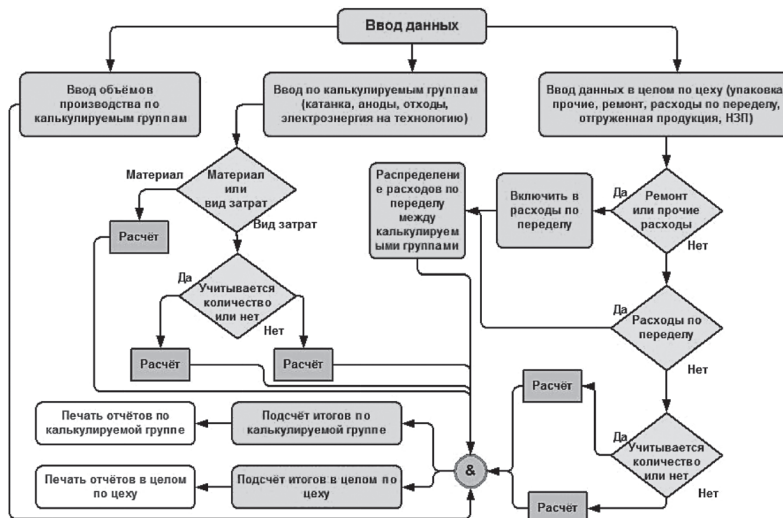 Ввод данных
Ввод объёмов
производства по
калькулируемым группам
Ввод по калькулируемым группам
(катанка, аноды, отходы,
электроэнергия на технологию)
Ввод данных в целом по цеху (упаковка,
прочие, ремонт, расходы по переделу,
отгруженная продукция, НЗП)
Материал
Материал
или
вид затрат
Вид затрат
Расчёт
Распределени
е расходов по
переделу
между
калькулируем
ыми группами
Включить в
расходы по
переделу
Да
Ремонт
или прочие
расходы
Нет
Да
Учитывается
количество
или нет
Нет
Расчёт
Расчёт
Да
Расходы по
переделу
Нет
Расчёт
Да
Учитывается
количество
или нет
Нет
Расчёт
Печать отчётов по
калькулируемой группе
Подсчёт итогов по
калькулируемой группе
Печать отчётов в целом
по цеху
Подсчёт итогов в целом по
цеху
&